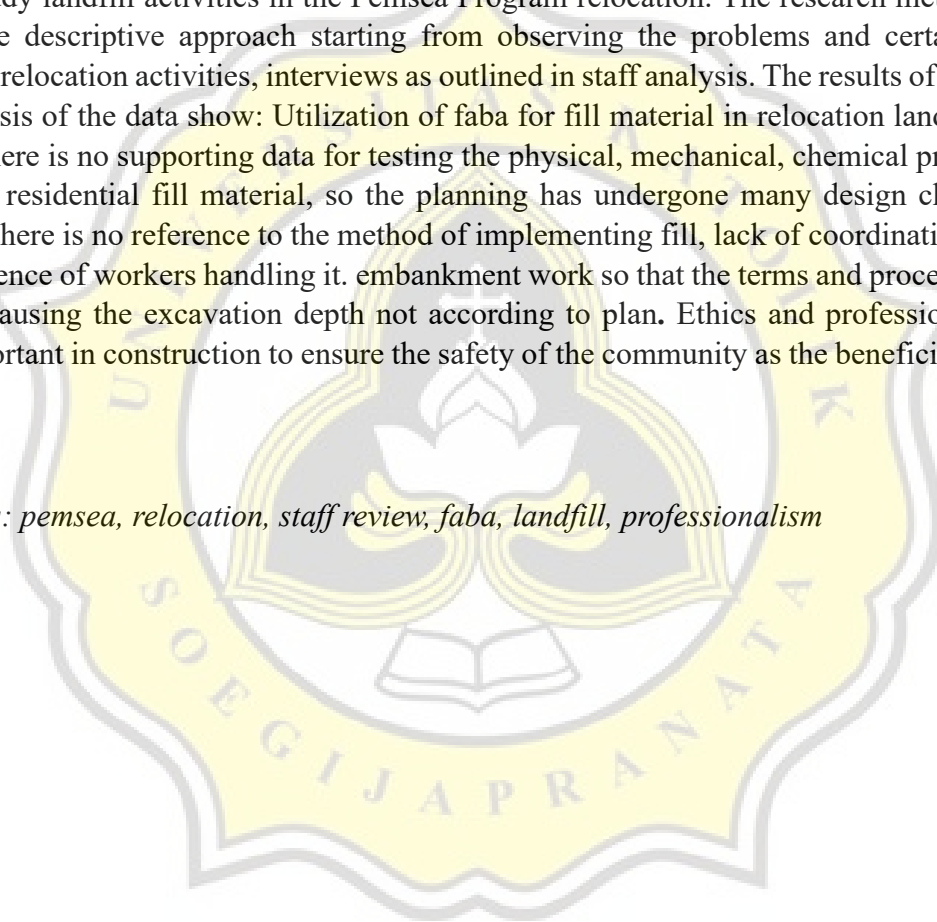 dy landfill activities in the Pemsea Program relocation. The research me
e descriptive approach starting from observing the problems and certa
relocation activities, interviews as outlined in staff analysis. The results of
sis of the data show: Utilization of faba for fill material in relocation land
here is no supporting data for testing the physical, mechanical, chemical pr
residential fill material, so the planning has undergone many design cl
here is no reference to the method of implementing fill, lack of coordinati
ence of workers handling it. embankment work so that the terms and proce
ausing the excavation depth not according to plan. Ethics and professio
ortant in construction to ensure the safety of the community as the benefici
: pemsea, relocation, staff review, faba, landfill, professionalism
UNIVERSITAS KATOLIK
SOEGIJAPRANATA